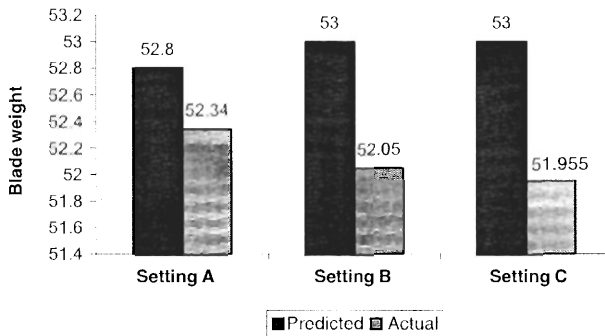 53.2
53
52.8
52.6
52.4
52.2
52
51.8
51.6
51.4
Blade weight
52.8
52.34
53
52.05
53
51.955
Setting A
Setting B
Setting C
Predicted
Actual